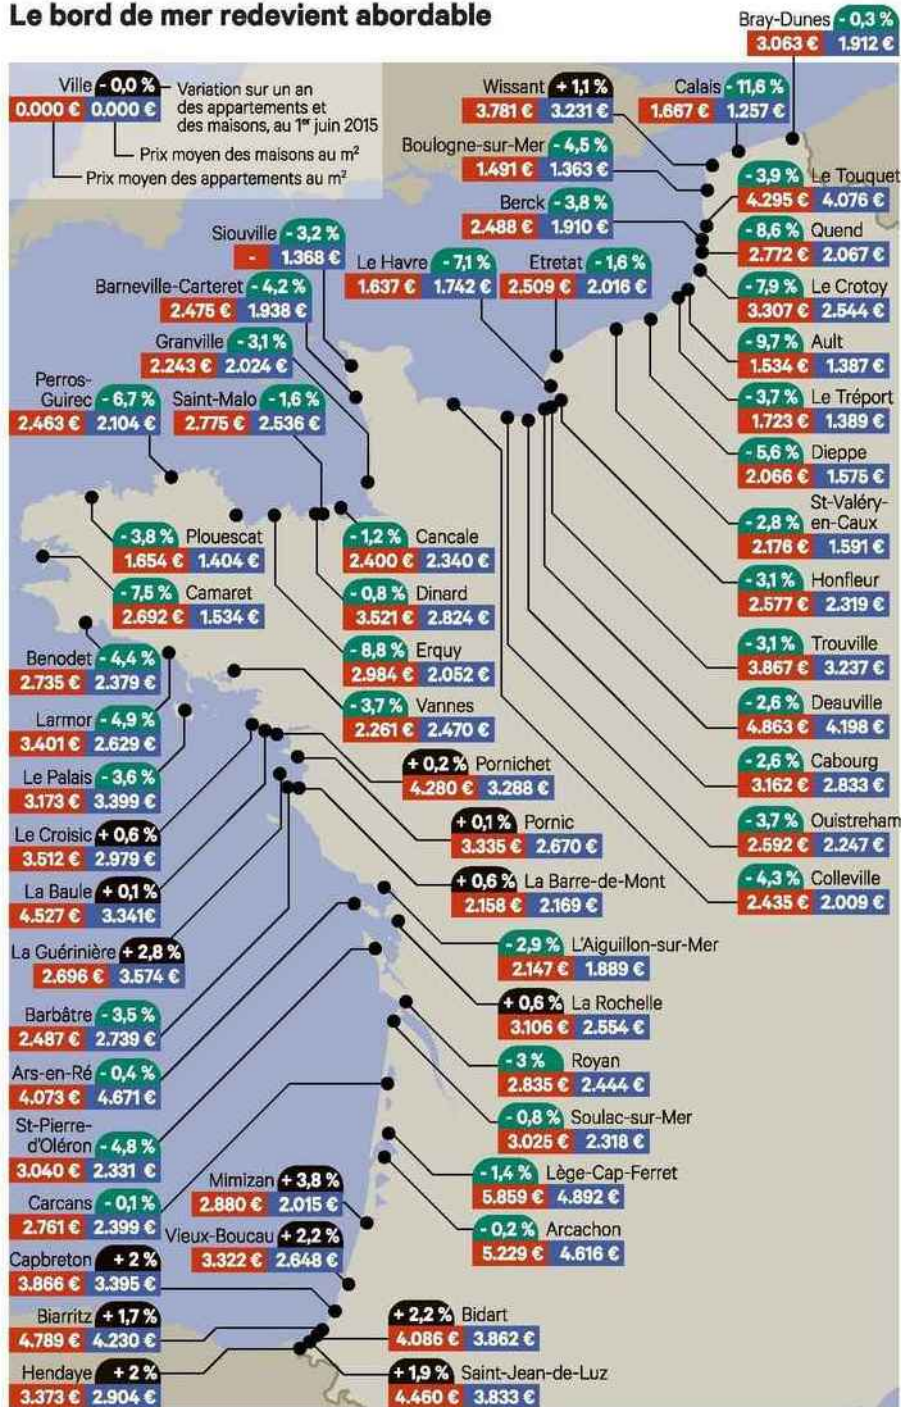 Le bord de mer redevient abordable
Bray-Dunes - 0,3 %
3.063 € 1.912 €
Ville - 0,0 %
0.000 € 0.000 €
Variation sur un an
des appartements et
des maisons, au 1er juin 2015
Prix moyen des maisons au m²
Prix moyen des appartements au m²
Wissant + 1,1 %
3.781 € 3.231 €
Calais - 11,6 %
1.667 € 1.257 €
Boulogne-sur-Mer - 4,5 %
1.491 € 1.363 €
Berck - 3,8 %
2.488 € 1.910 €
- 3,9 % Le Touquet
4.295 € 4.076 €
- 8,6 % Quend
2.772 € 2.067 €
Siouville - 3,2 %
- 1.368 €
Le Havre - 7,1 %
1.637 € 1.742 €
Etretat - 1,6 %
2.509 € 2.016 €
- 7,9 % Le Crotoy
3.307 € 2.544 €
Barneville-Carteret - 4,2 %
2.475 € 1.938 €
Granville - 3,1 %
2.243 € 2.024 €
- 9,7 % Ault
1.534 € 1.387 €
Perros-
Guirec - 6,7 %
2.463 € 2.104 €
Saint-Malo - 1,6 %
2.775 € 2.536 €
- 3,7 % Le Tréport
1.723 € 1.389 €
- 5,6 % Dieppe
2.066 € 1.575 €
- 2,8 % St-Valéry-
en-Caux
2.176 € 1.591 €
- 3,8 % Plouescat
1.654 € 1.404 €
- 1,2 % Cancale
2.400 € 2.340 €
- 3,1 % Honfleur
2.577 € 2.319 €
- 7,5 % Camaret
2.692 € 1.534 €
- 0,8 % Dinard
3.521 € 2.824 €
- 3,1 % Trouville
3.867 € 3.237 €
Benodet - 4,4 %
2.735 € 2.379 €
- 8,8 % Erquy
2.984 € 2.052 €
- 2,6 % Deauville
4.863 € 4.198 €
Larmor - 4,9 %
3.401 € 2.629 €
- 3,7 % Vannes
2.261 € 2.470 €
- 2,6 % Cabourg
3.162 € 2.833 €
Le Palais - 3,6 %
3.173 € 3.399 €
+ 0,2 % Pornichet
4.280 € 3.288 €
- 3,7 % Ouistreham
2.592 € 2.247 €
Le Croisic + 0,6 %
3.512 € 2.979 €
+ 0,1 % Pornic
3.335 € 2.670 €
- 4,3 % Colleville
2.435 € 2.009 €
La Baule + 0,1 %
4.527 € 3.341€
+ 0,6 % La Barre-de-Mont
2.158 € 2.169 €
La Guérinière + 2,8 %
2.696 € 3.574 €
- 2,9 % L'Aiguillon-sur-Mer
2.147 € 1.889 €
Barbâtre - 3,5 %
2.487 € 2.739 €
+ 0,6 % La Rochelle
3.106 € 2.554 €
Ars-en-Ré - 0,4 %
4.073 € 4.671 €
- 3 % Royan
2.835 € 2.444 €
St-Pierre-
d'Oléron - 4,8 %
3.040 € 2.331 €
- 0,8 % Soulac-sur-Mer
3.025 € 2.318 €
Carcans - 0,1 %
2.761 € 2.399 €
Mimizan + 3,8 %
2.880 € 2.015 €
- 1,4 % Lège-Cap-Ferret
5.859 € 4.892 €
Vieux-Boucau + 2,2 %
3.322 € 2.648 €
- 0,2 % Arcachon
5.229 € 4.616 €
Capbreton + 2 %
3.866 € 3.395 €
Biarritz + 1,7 %
4.789 € 4.230 €
+ 2,2 % Bidart
4.086 € 3.862 €
Hendaye + 2 %
3.373 € 2.904 €
+ 1,9 % Saint-Jean-de-Luz
4.460 € 3.833 €